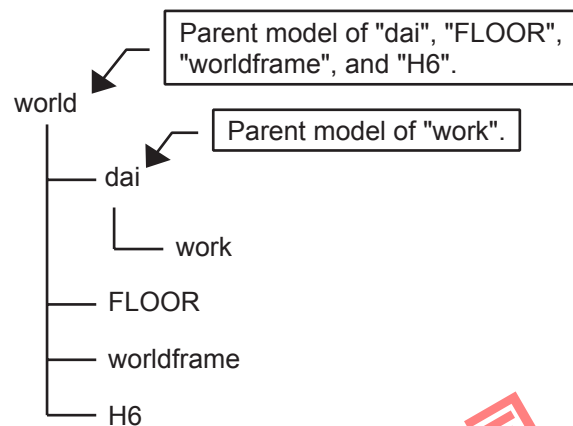 Parent model of "dai", "FLOOR",
"worldframe", and "H6".
world
Parent model of "work".
dai
work
FLOOR
worldframe
H6